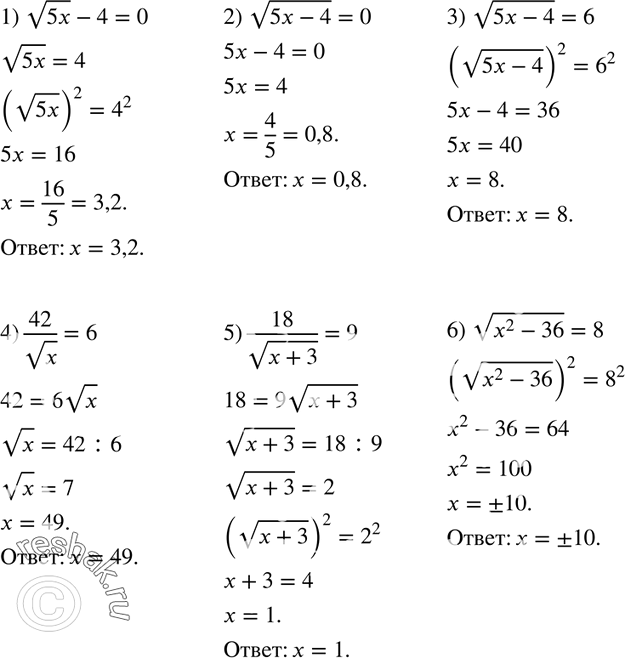 1) √(5x) − 4 = 0
√(5x) = 4
(√(5x))² = 4²
5x = 16
x = 16/5 = 3,2.
Ответ: x = 3,2.
2) √(5x − 4) = 0
5x − 4 = 0
5x = 4
x = 4/5 = 0,8.
Ответ: x = 0,8.
3) √(5x − 4) = 6
(√(5x − 4))² = 6²
5x − 4 = 36
5x = 40
x = 8.
Ответ: x = 8.
4) 42/√x = 6
42 = 6√x
√x = 42 : 6
√x = 7
x = 49.
Ответ: x = 49.
5) 18/√(x + 3) = 9
18 = 9√(x + 3)
√(x + 3) = 18 : 9
√(x + 3) = 2
(√(x + 3))² = 2²
x + 3 = 4
x = 1.
Ответ: x = 1.
6) √(x² − 36) = 8
(√(x² − 36))² = 8²
x² − 36 = 64
x² = 100
x = ±10.
Ответ: x = ±10.
reshak.ru
©